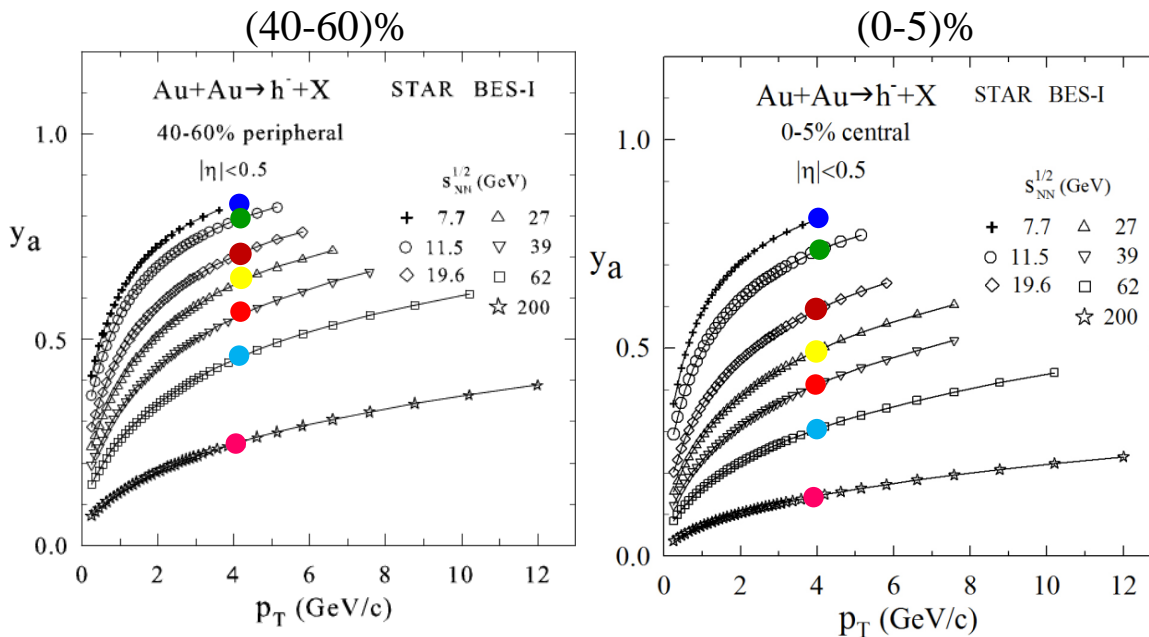 (40-60)%
Au+Au→h⁻+X STAR BES-I
40-60% peripheral
|η|<0.5
s_NN^1/2 (GeV)
7.7 27
11.5 39
19.6 62
200
y_a
1.0
0.5
0.0
0 2 4 6 8 10 12
p_T (GeV/c)
(0-5)%
Au+Au→h⁻+X STAR BES-I
0-5% central
|η|<0.5
s_NN^1/2 (GeV)
7.7 27
11.5 39
19.6 62
200
y_a
1.0
0.5
0.0
0 2 4 6 8 10 12
p_T (GeV/c)